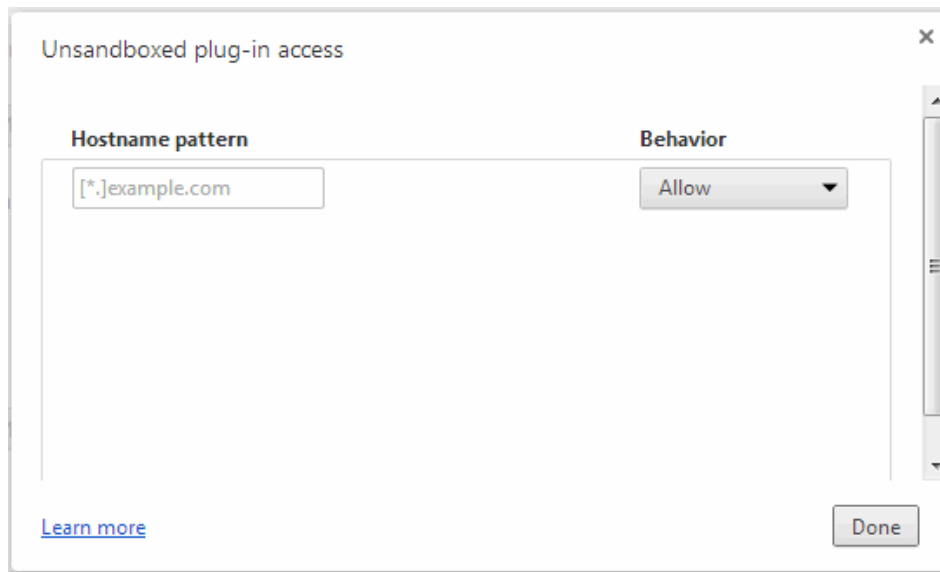 Unsandboxed plug-in access
Hostname pattern Behavior
[*.]example.com Allow
Learn more Done